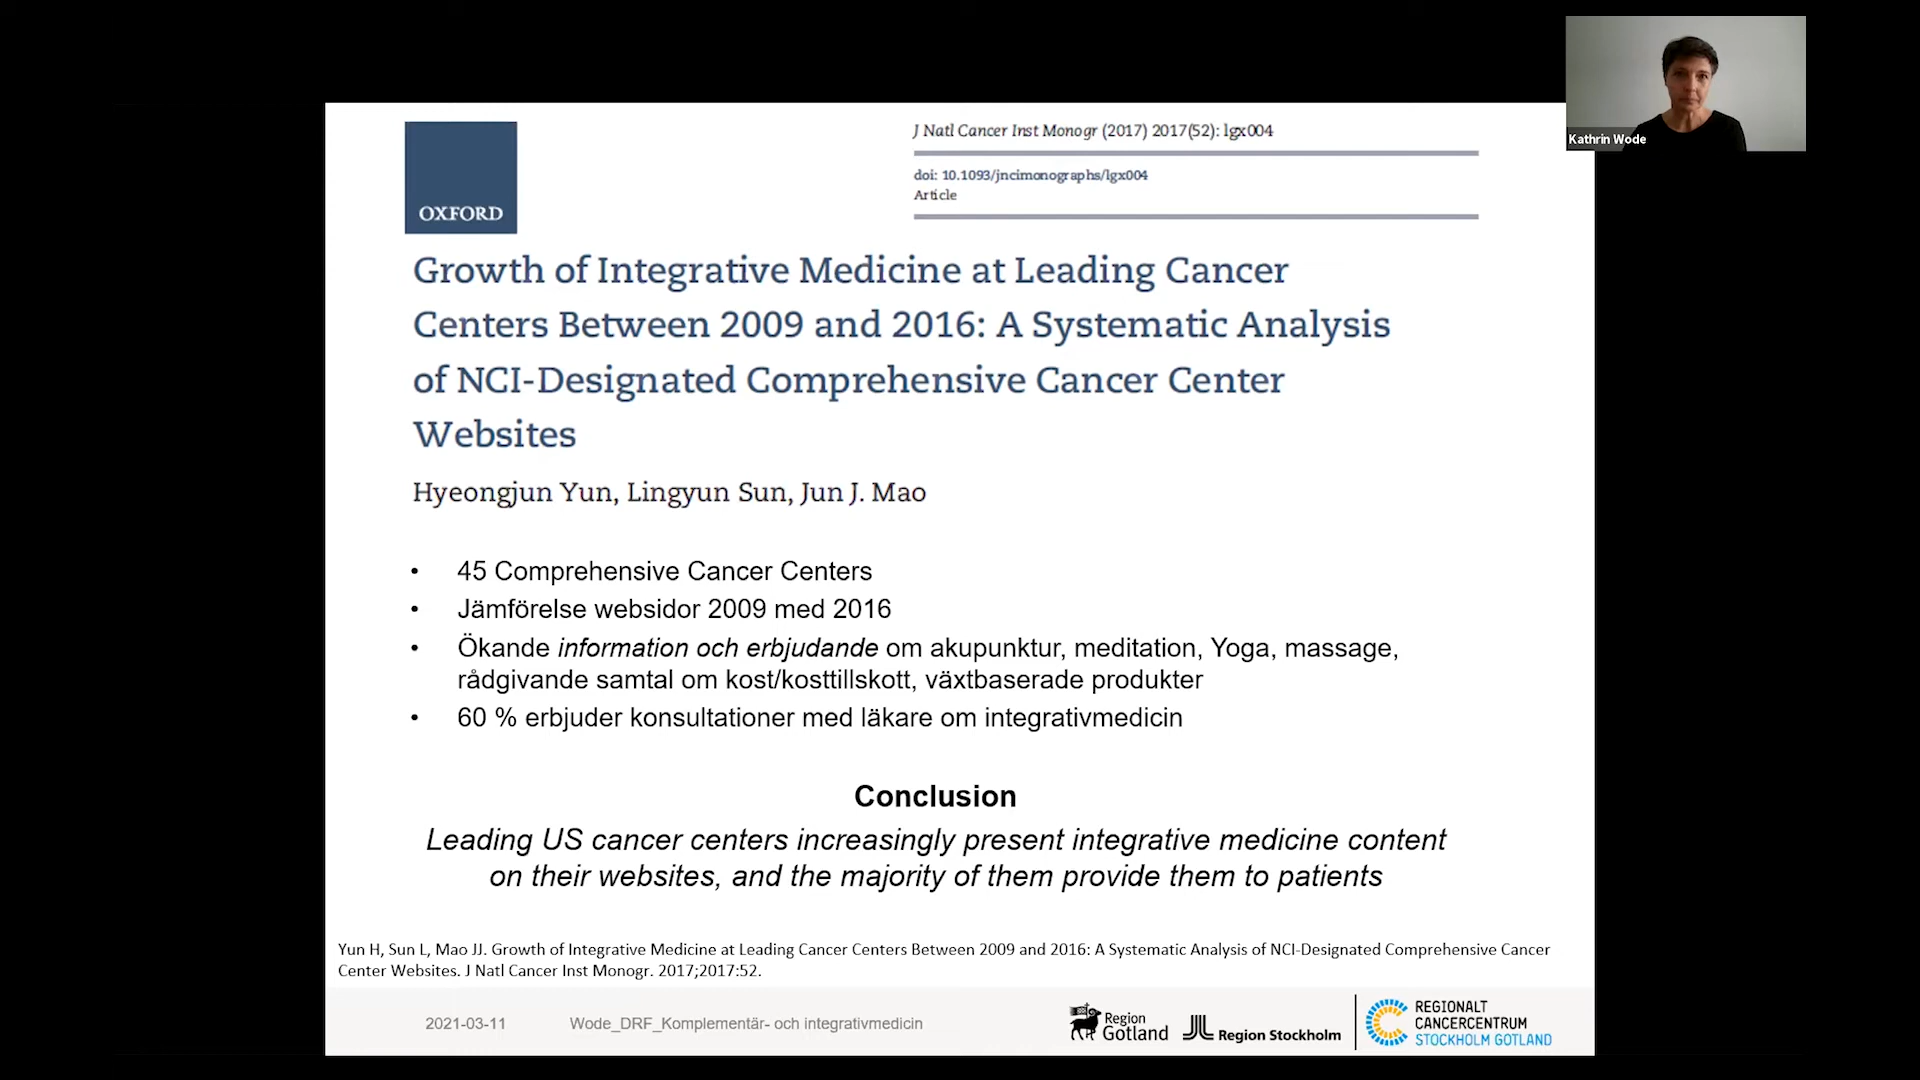 Kathrin Wode
OXFORD
J Natl Cancer Inst Monogr (2017) 2017(52): lgx004
doi: 10.1093/jncimonographs/lgx004
Article
Growth of Integrative Medicine at Leading Cancer
Centers Between 2009 and 2016: A Systematic Analysis
of NCI-Designated Comprehensive Cancer Center
Websites
Hyeongjun Yun, Lingyun Sun, Jun J. Mao
• 45 Comprehensive Cancer Centers
• Jämförelse websidor 2009 med 2016
• Ökande information och erbjudande om akupunktur, meditation, Yoga, massage,
rådgivande samtal om kost/kosttillskott, växtbaserade produkter
• 60 % erbjuder konsultationer med läkare om integrativmedicin
Conclusion
Leading US cancer centers increasingly present integrative medicine content
on their websites, and the majority of them provide them to patients
Yun H, Sun L, Mao JJ. Growth of Integrative Medicine at Leading Cancer Centers Between 2009 and 2016: A Systematic Analysis of NCI-Designated Comprehensive Cancer
Center Websites. J Natl Cancer Inst Monogr. 2017;2017:52.
2021-03-11
Wode_DRF_Komplementär- och integrativmedicin
Region
Gotland
Region Stockholm
REGIONALT
CANCERCENTRUM
STOCKHOLM GOTLAND